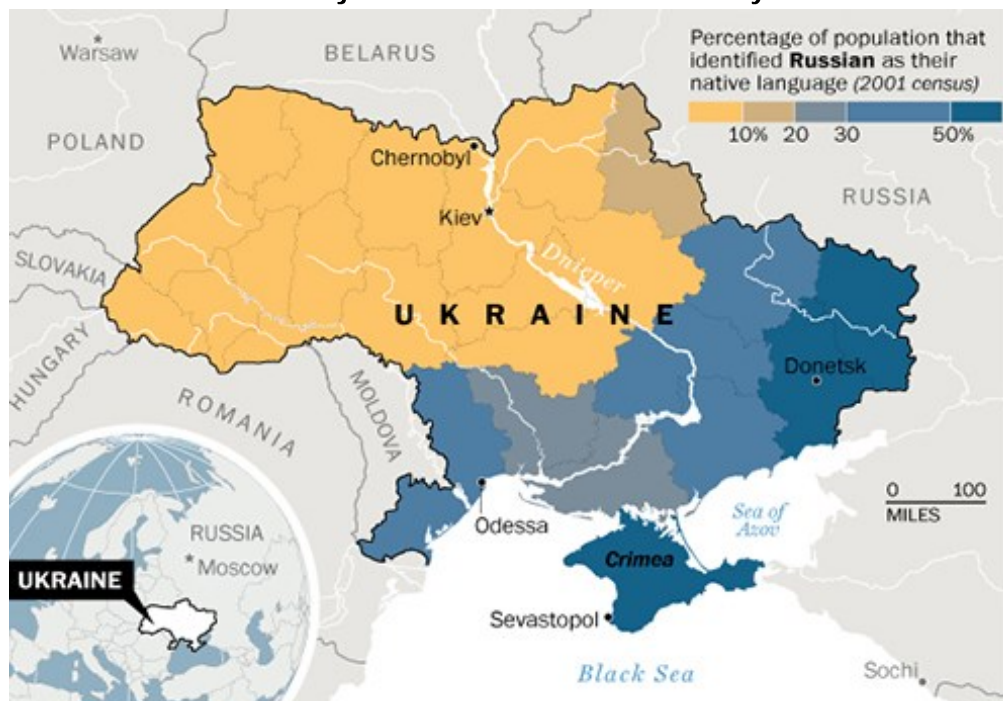 Percentage of population that
identified Russian as their
native language (2001 census)
10% 20 30 50%
Warsaw
BELARUS
POLAND
Chernobyl
RUSSIA
Kiev
SLOVAKIA
Dnieper
UKRAINE
HUNGARY
Donetsk
MOLDOVA
ROMANIA
0 100
MILES
Sea of
Azov
Odessa
RUSSIA
Moscow
Crimea
UKRAINE
Sevastopol
Black Sea
Sochi